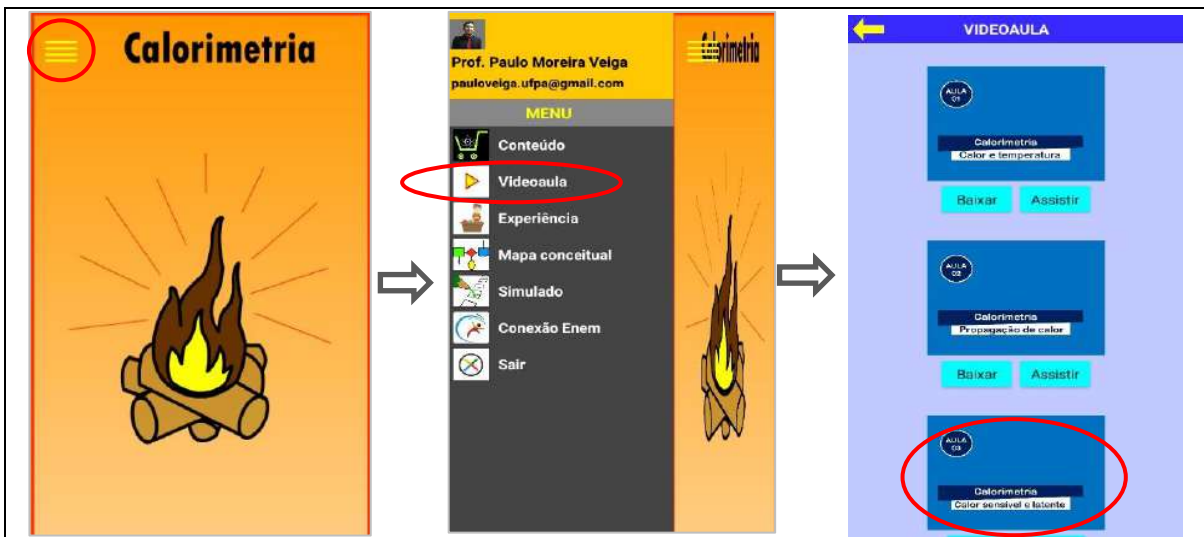 Calorimetria
Prof. Paulo Moreira Veiga
pauloveiga.ufpa@gmail.com
MENU
Conteúdo
Videoaula
Experiência
Mapa conceitual
Simulado
Conexão Enem
Sair
Calorimetria
VIDEOAULA
AULA
01
Calorimetria
Calor e temperatura
Baixar Assistir
AULA
02
Calorimetria
Propagação de calor
Baixar Assistir
AULA
03
Calorimetria
Calor sensível e latente